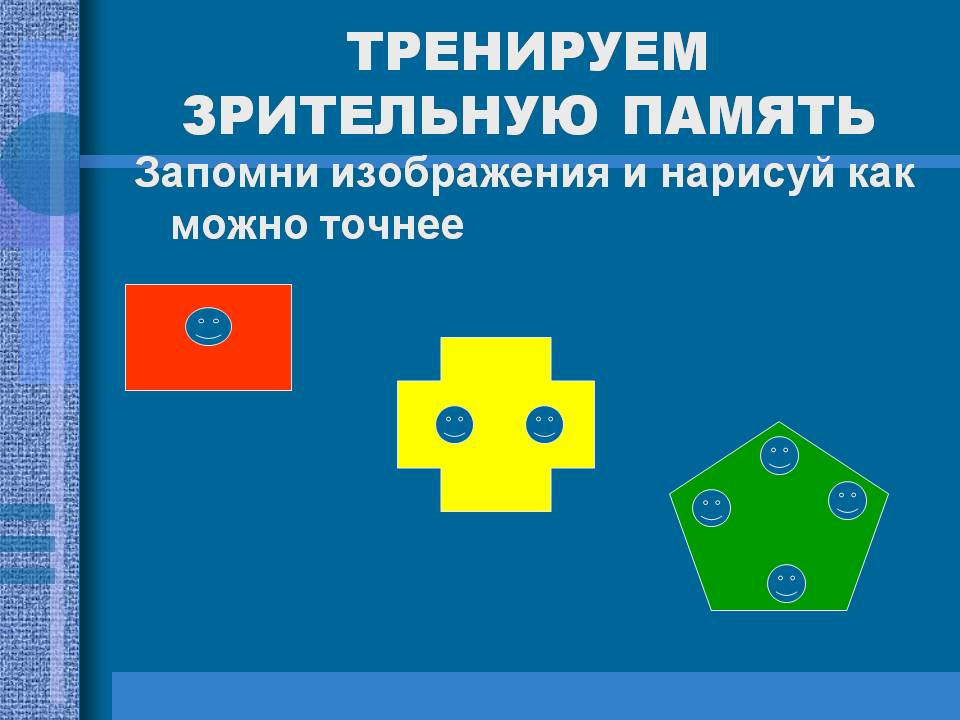 ТРЕНИРУЕМ
ЗРИТЕЛЬНУЮ ПАМЯТЬ
Запомни изображения и нарисуй как
можно точнее